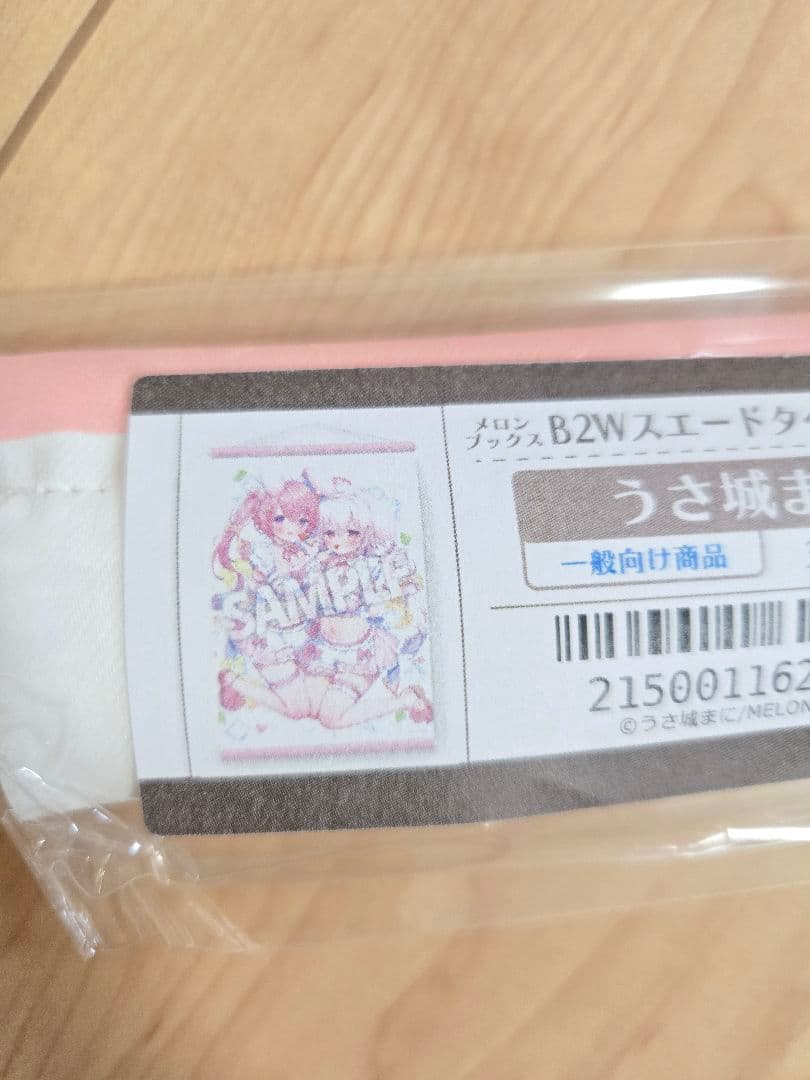 メロンブックス B2Wスエードタ
うさ城ま
一般向け商品
215001162
©うさ城まに/MELON
SAMPLE